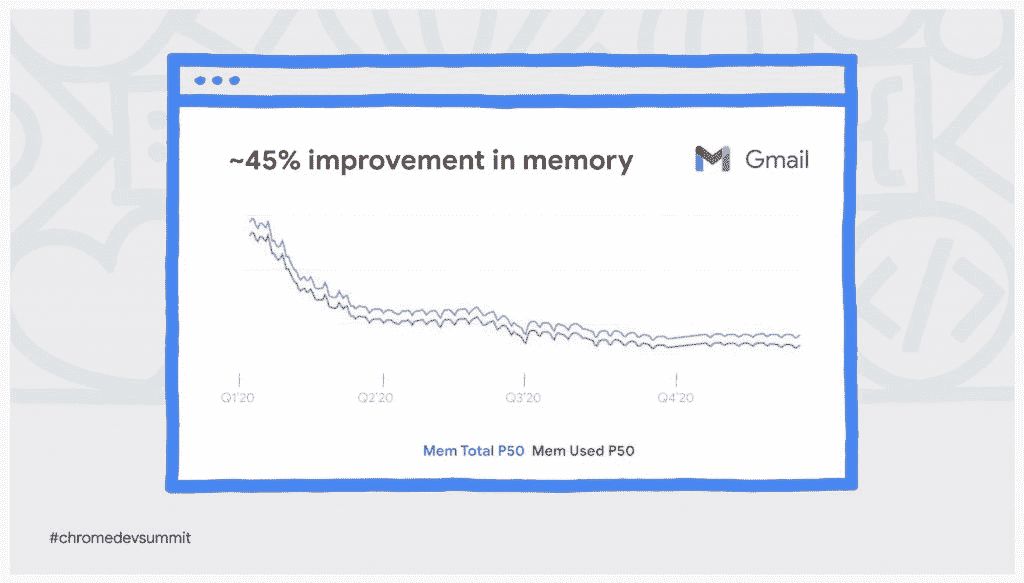 ~45% improvement in memory
Gmail
Q1'20 Q2'20 Q3'20 Q4'20
Mem Total P50 Mem Used P50
#chromedevsummit